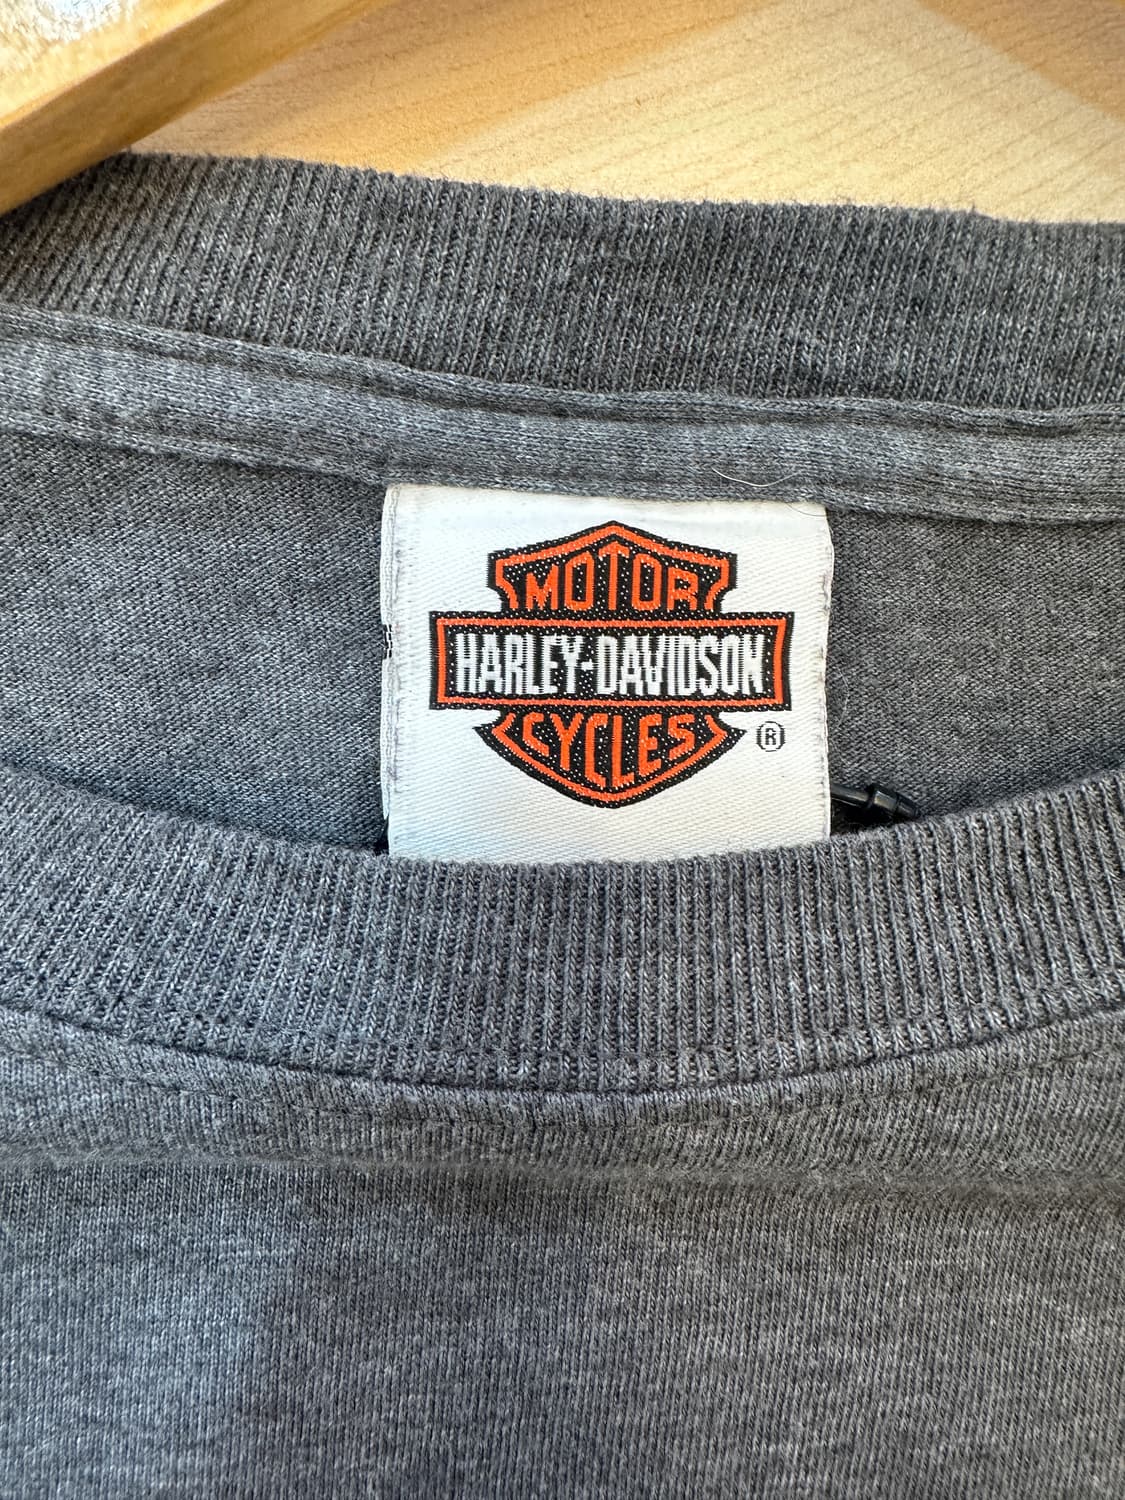 MOTOR
HARLEY-DAVIDSON
CYCLES
®